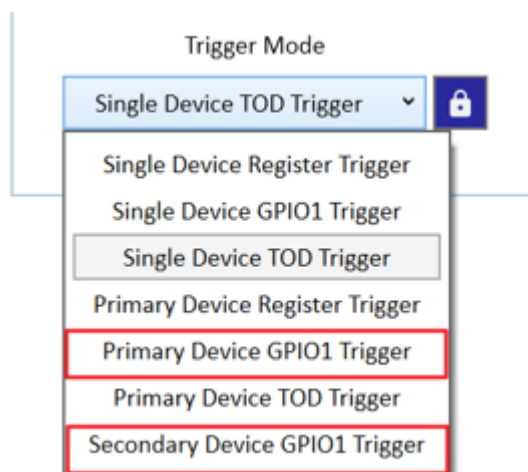 Trigger Mode
Single Device TOD Trigger
Single Device Register Trigger
Single Device GPIO1 Trigger
Single Device TOD Trigger
Primary Device Register Trigger
Primary Device GPIO1 Trigger
Primary Device TOD Trigger
Secondary Device GPIO1 Trigger